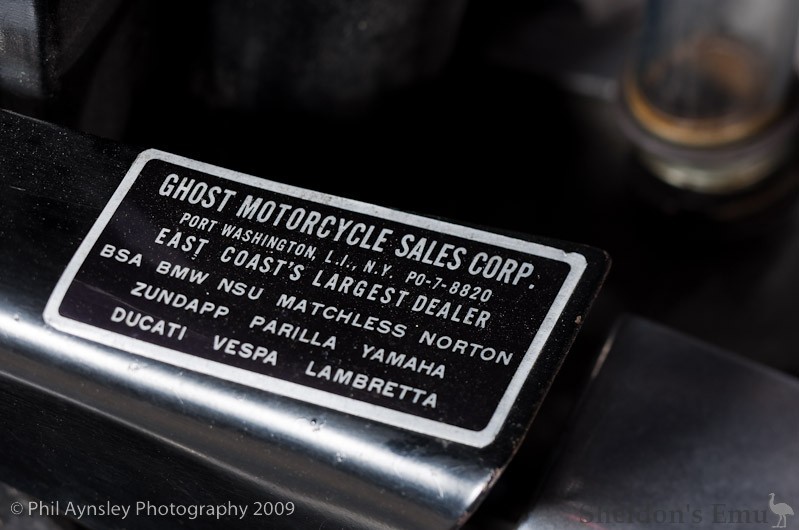 GHOST MOTORCYCLE SALES CORP.
PORT WASHINGTON, L.I., N.Y. PO-7-8820
EAST COAST'S LARGEST DEALER
BSA BMW NSU MATCHLESS NORTON
ZUNDAPP PARILLA YAMAHA
DUCATI VESPA LAMBRETTA
© Phil Aynsley Photography 2009
Sheldon's Emu